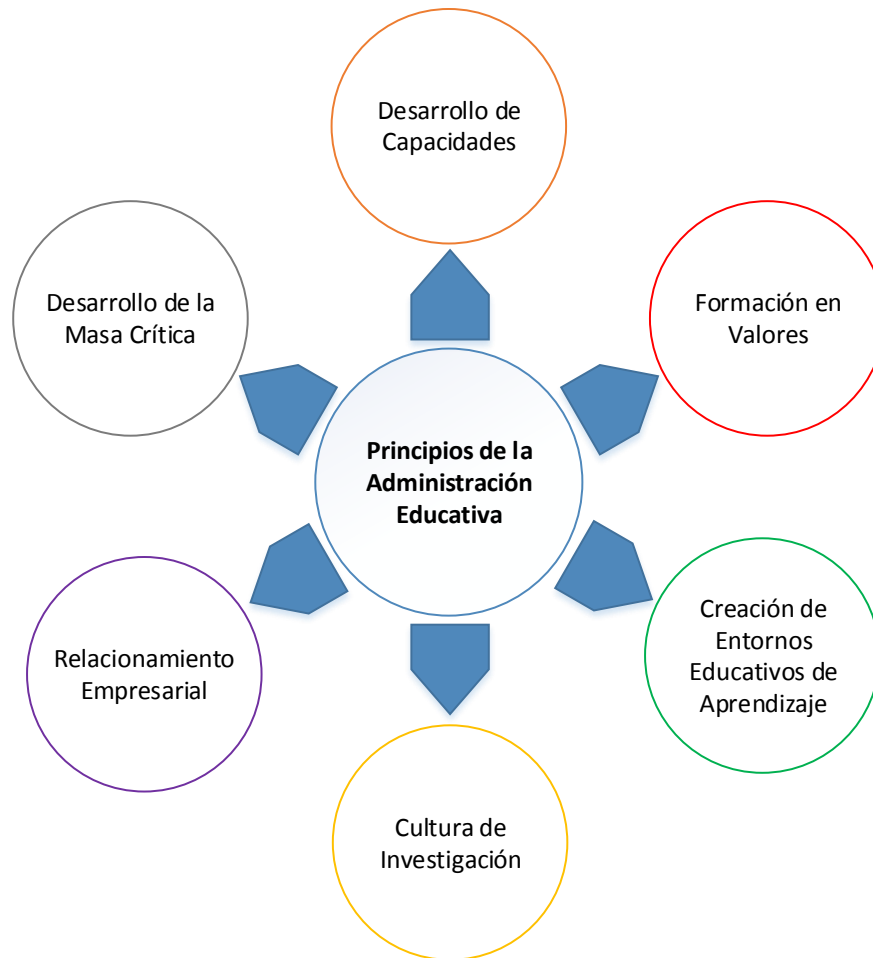 Desarrollo de
Capacidades
Desarrollo de la
Masa Crítica
Formación en
Valores
Principios de la
Administración
Educativa
Relacionamiento
Empresarial
Creación de
Entornos
Educativos de
Aprendizaje
Cultura de
Investigación